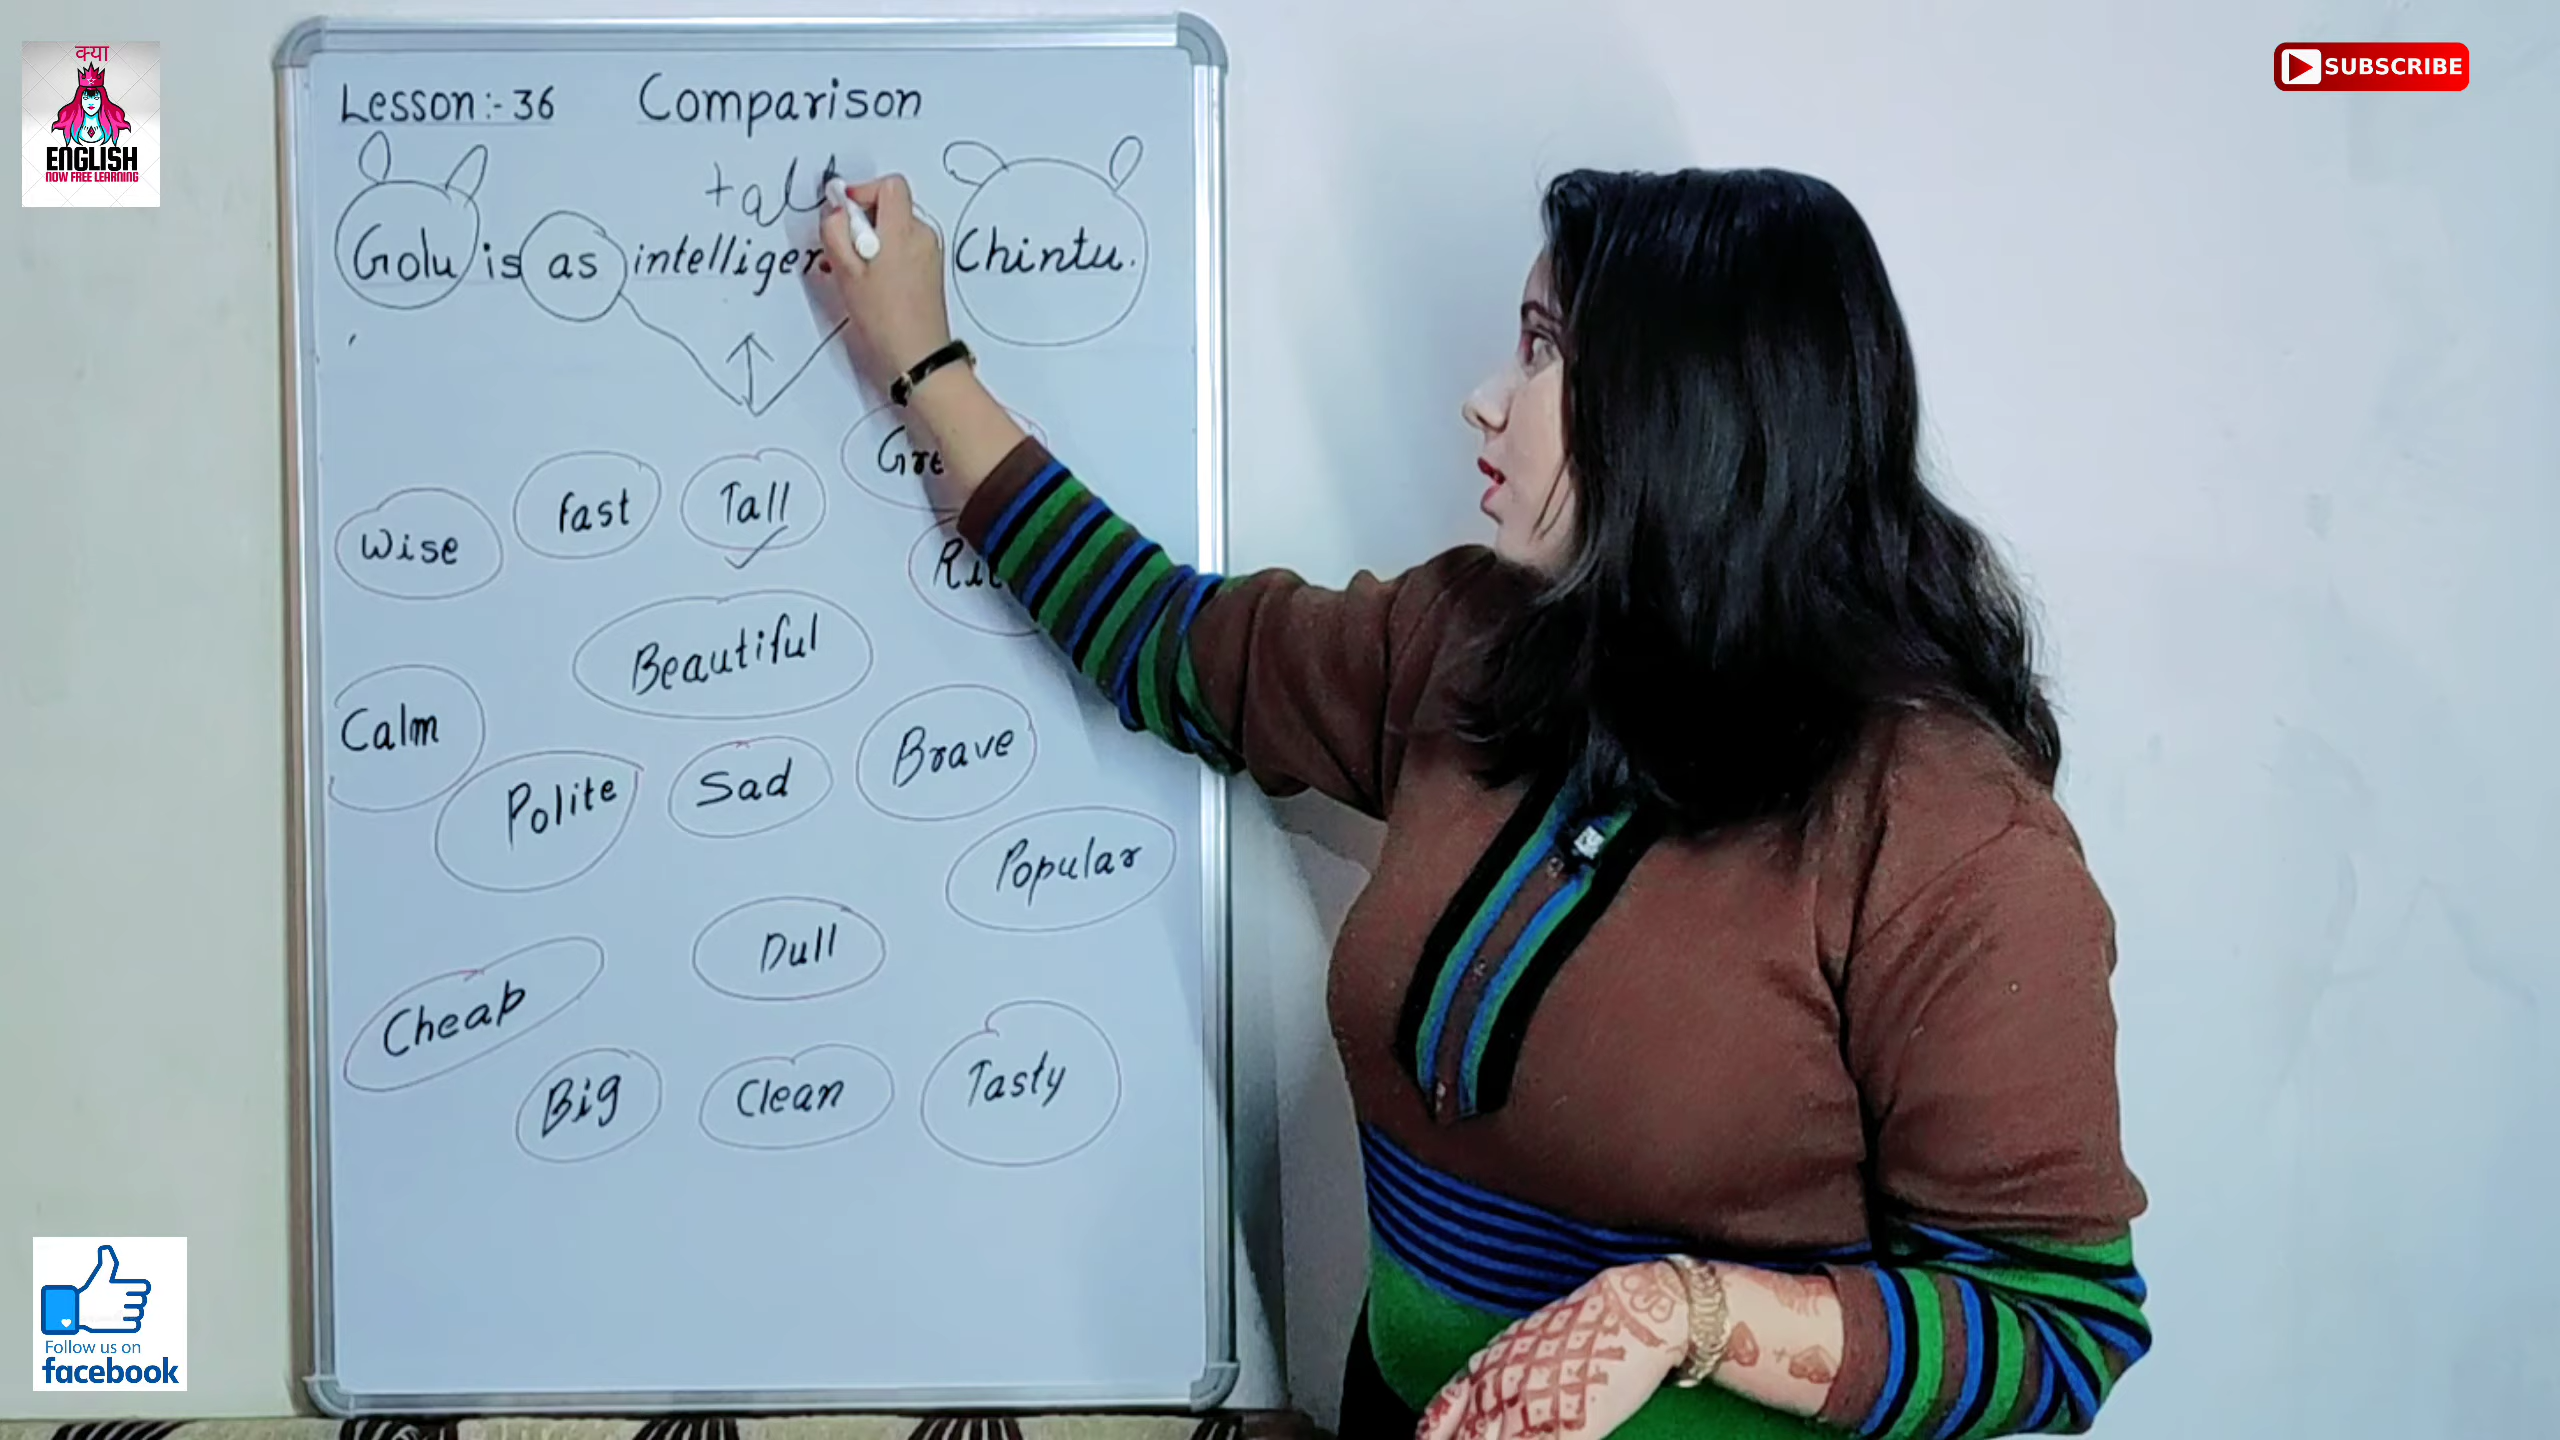 क्या
ENGLISH
NOW FREE LEARNING
SUBSCRIBE
Lesson:- 36 Comparison
tall
Golu is as Chintu.
Wise fast Tall
Beautiful
Calm
Polite Sad Brave
Popular
Cheap Dull
Big Clean Tasty
Follow us on
facebook